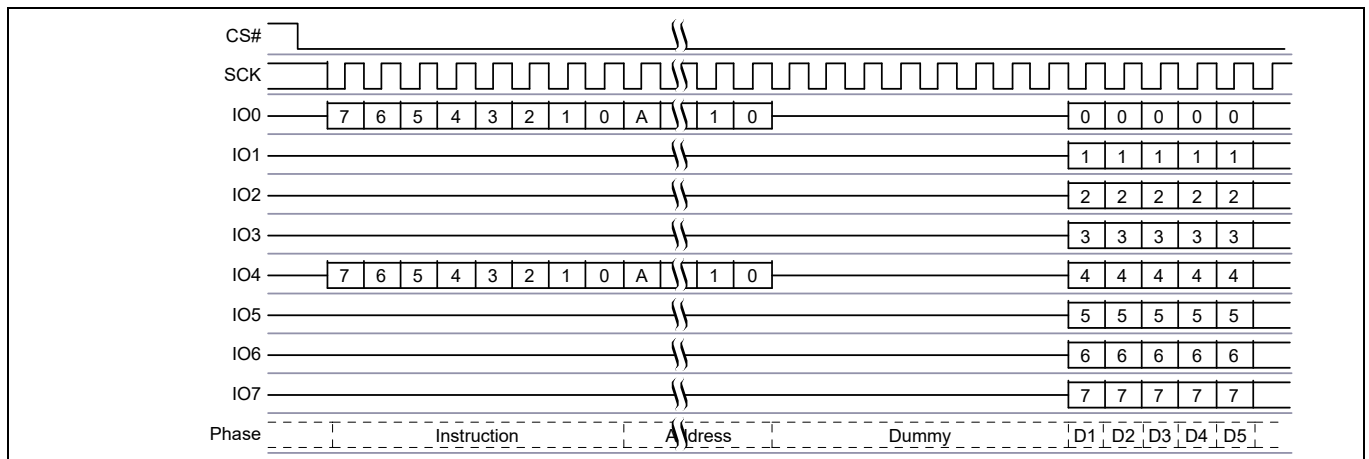 CS#
SCK
IO0 7 6 5 4 3 2 1 0 A 1 0 0 0 0 0 0
IO1 1 1 1 1 1
IO2 2 2 2 2 2
IO3 3 3 3 3 3
IO4 7 6 5 4 3 2 1 0 A 1 0 4 4 4 4 4
IO5 5 5 5 5 5
IO6 6 6 6 6 6
IO7 7 7 7 7 7
Phase Instruction Address Dummy D1 D2 D3 D4 D5